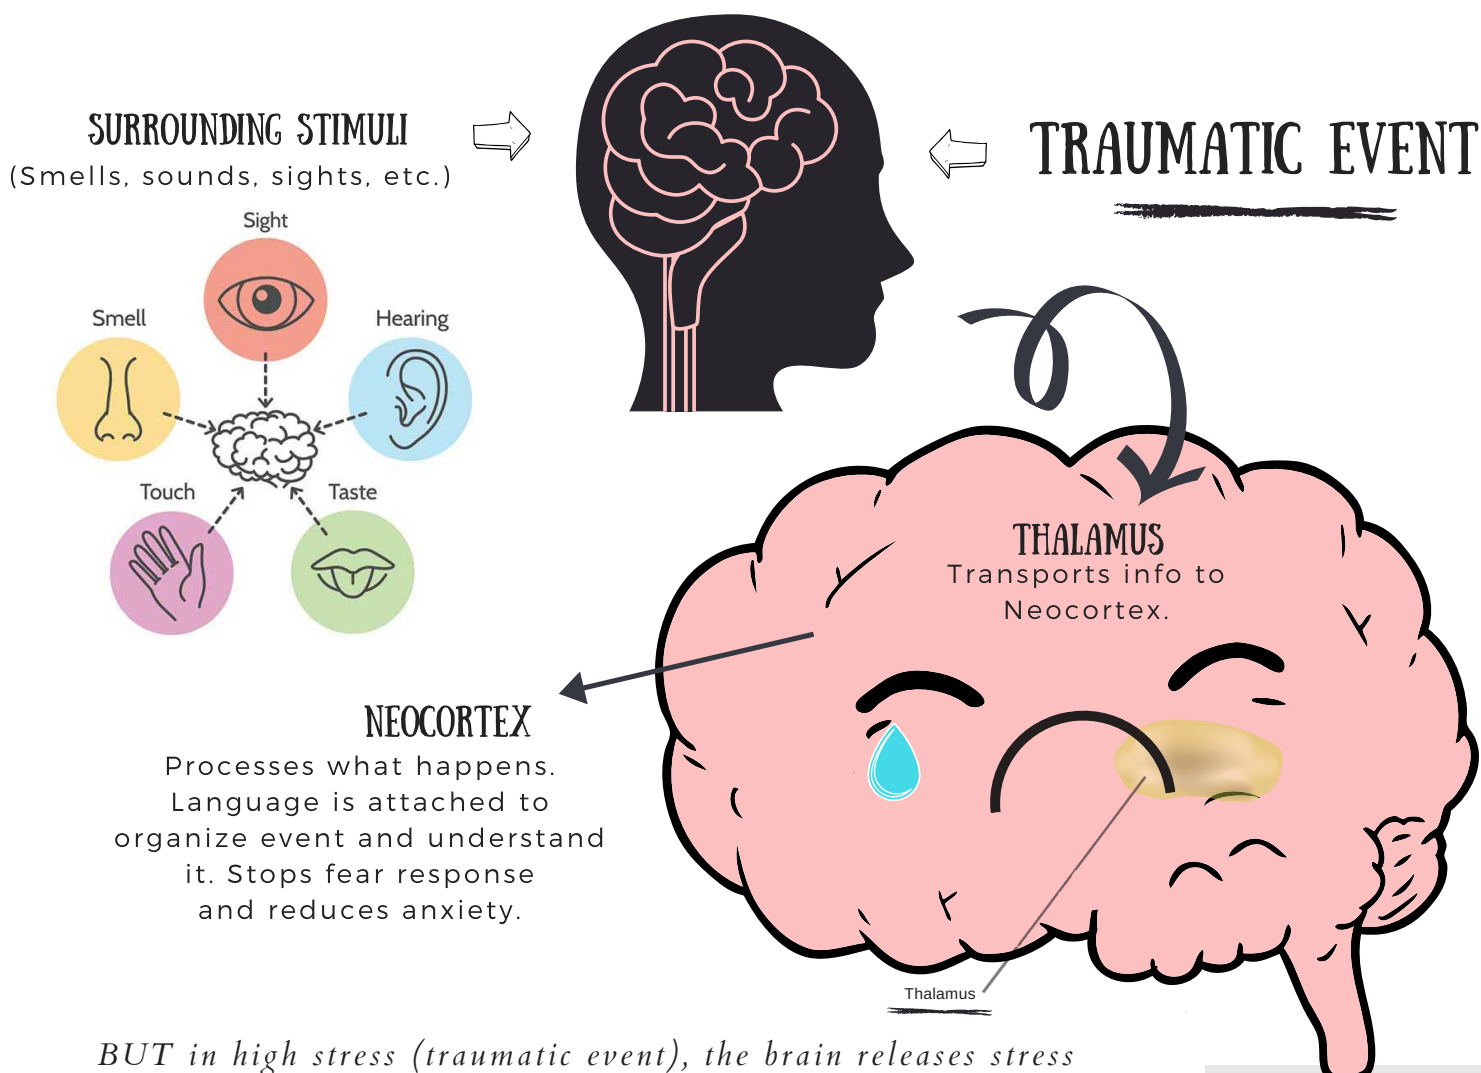 SURROUNDING STIMULI
(Smells, sounds, sights, etc.)
TRAUMATIC EVENT
Sight
Smell
Hearing
Touch
Taste
THALAMUS
Transports info to
Neocortex.
NEOCORTEX
Processes what happens.
Language is attached to
organize event and understand
it. Stops fear response
and reduces anxiety.
Thalamus
BUT in high stress (traumatic event), the brain releases stress